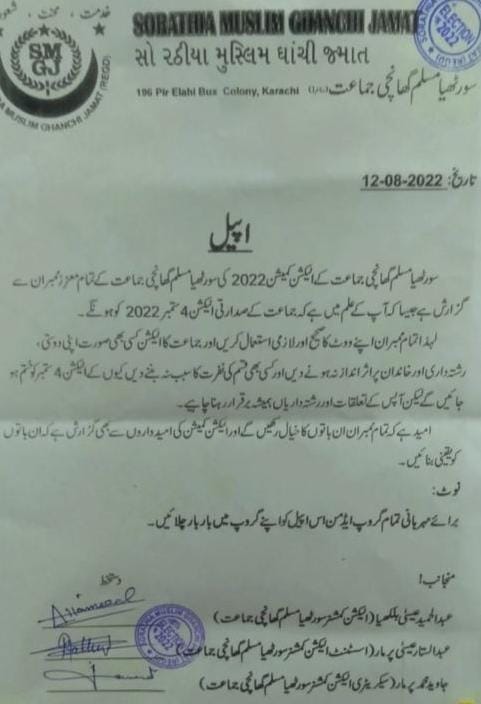 خدمت ، محنت ، شعور
SMGJ
MUSLIM GHANCHI JAMAT (REGD)
SORATHIA MUSLIM GHANCHI JAMAT
ELECTION 2022
સોરઠીયા મુસ્લિમ ઘાંચી જમાત
196 Pir Elahi Bux Colony, Karachi سورٹھیا مسلم گھانچی جماعت (رجسٹرڈ)
تاریخ: 12-08-2022
اپیل
سورٹھیا مسلم گھانچی جماعت کے الیکشن کمیشن 2022 کی سورٹھیا مسلم گھانچی جماعت کے تمام معزز ممبران سے
گزارش ہے جیسا کہ آپ کے علم میں ہے کہ جماعت کے صدارتی الیکشن 4 ستمبر 2022 کو ہونگے۔
لہذا تمام ممبران اپنے ووٹ کا صحیح اور لازمی استعمال کریں اور جماعت کا الیکشن کسی بھی صورت اپنی دوستی،
رشتہ داری اور خاندان پر اثر انداز نہ ہونے دیں اور کسی بھی قسم کی نفرت کا سبب نہ بننے دیں کیوں کے الیکشن 4 ستمبر کو ختم ہو
جائیں گے لیکن آپس کے تعلقات اور رشتہ داریاں ہمیشہ برقرار رہنا چاہیے۔
امید ہے کہ تمام ممبران ان باتوں کا خیال رکھیں گے اور الیکشن کمیشن کی امیدواروں سے بھی گزارش ہے کہ ان باتوں
کو یقینی بنائیں۔
نوٹ:
برائے مہربانی تمام گروپ ایڈمن اس اپیل کو اپنے گروپ میں بار بار چلائیں۔
منجانب!
دستخط
عبدالحمید عیسیٰ بلکھیا (الیکشن کمشنر سورٹھیا مسلم گھانچی جماعت)
عبدالستار عیسیٰ پرمار (اسسٹنٹ الیکشن کمشنر سورٹھیا مسلم گھانچی جماعت)
جاوید محمد پرمار (سیکریٹری الیکشن کمشنر سورٹھیا مسلم گھانچی جماعت)